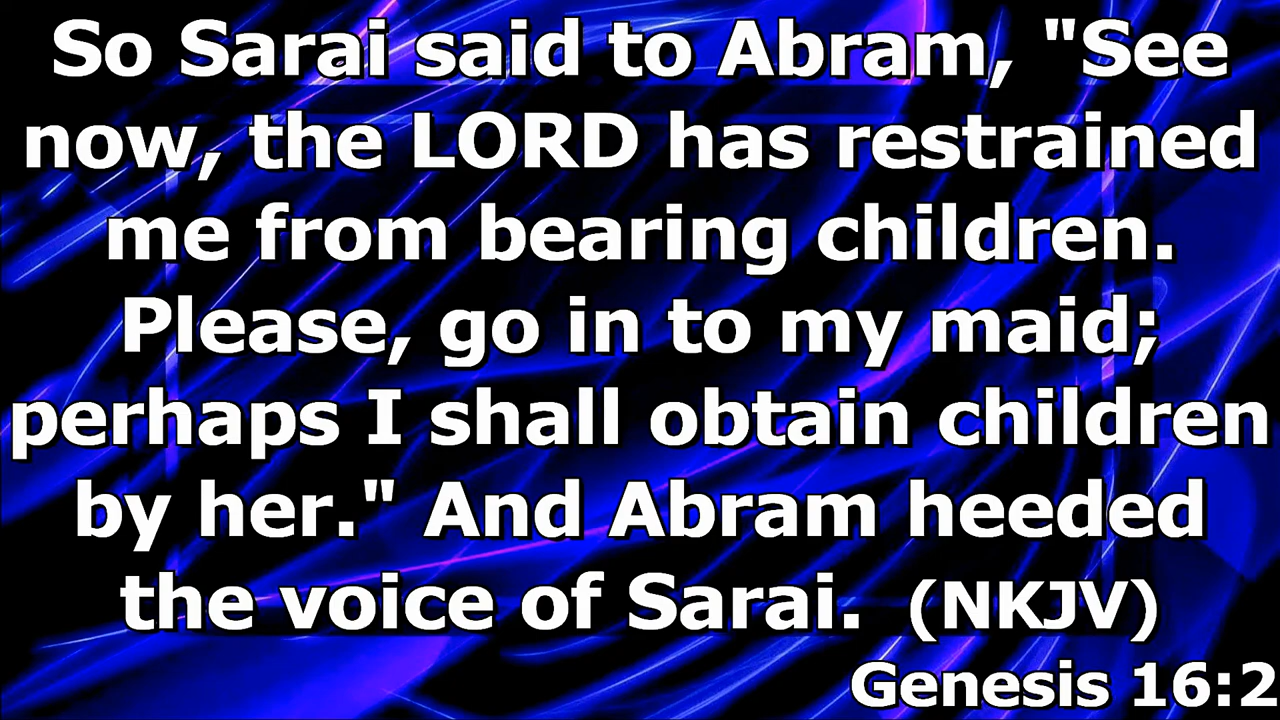 So Sarai said to Abram, "See
now, the LORD has restrained
me from bearing children.
Please, go in to my maid;
perhaps I shall obtain children
by her." And Abram heeded
the voice of Sarai. (NKJV)
Genesis 16:2